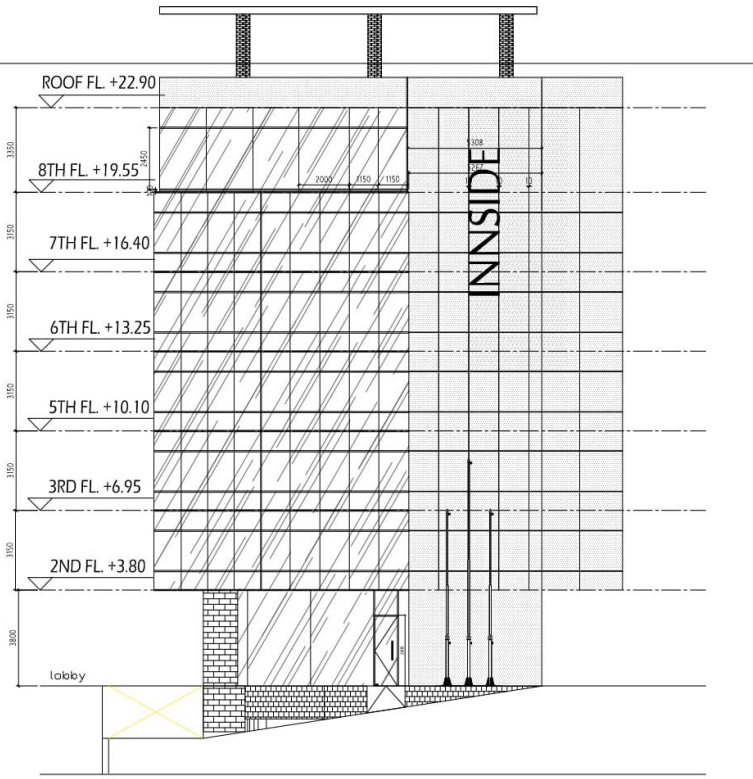 ROOF FL. +22.90
5308
3350
2450
5267
8TH FL. +19.55
2000
1150
1150
INNSIDE
7TH FL. +16.40
3150
6TH FL. +13.25
3150
5TH FL. +10.10
3150
3RD FL. +6.95
3150
2ND FL. +3.80
3150
3800
lobby